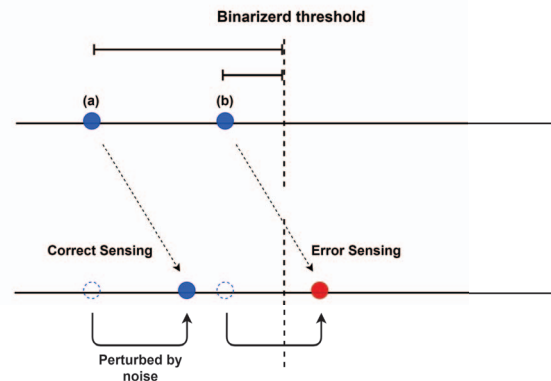 Binarizerd threshold
(a)
(b)
Correct Sensing
Error Sensing
Perturbed by
noise